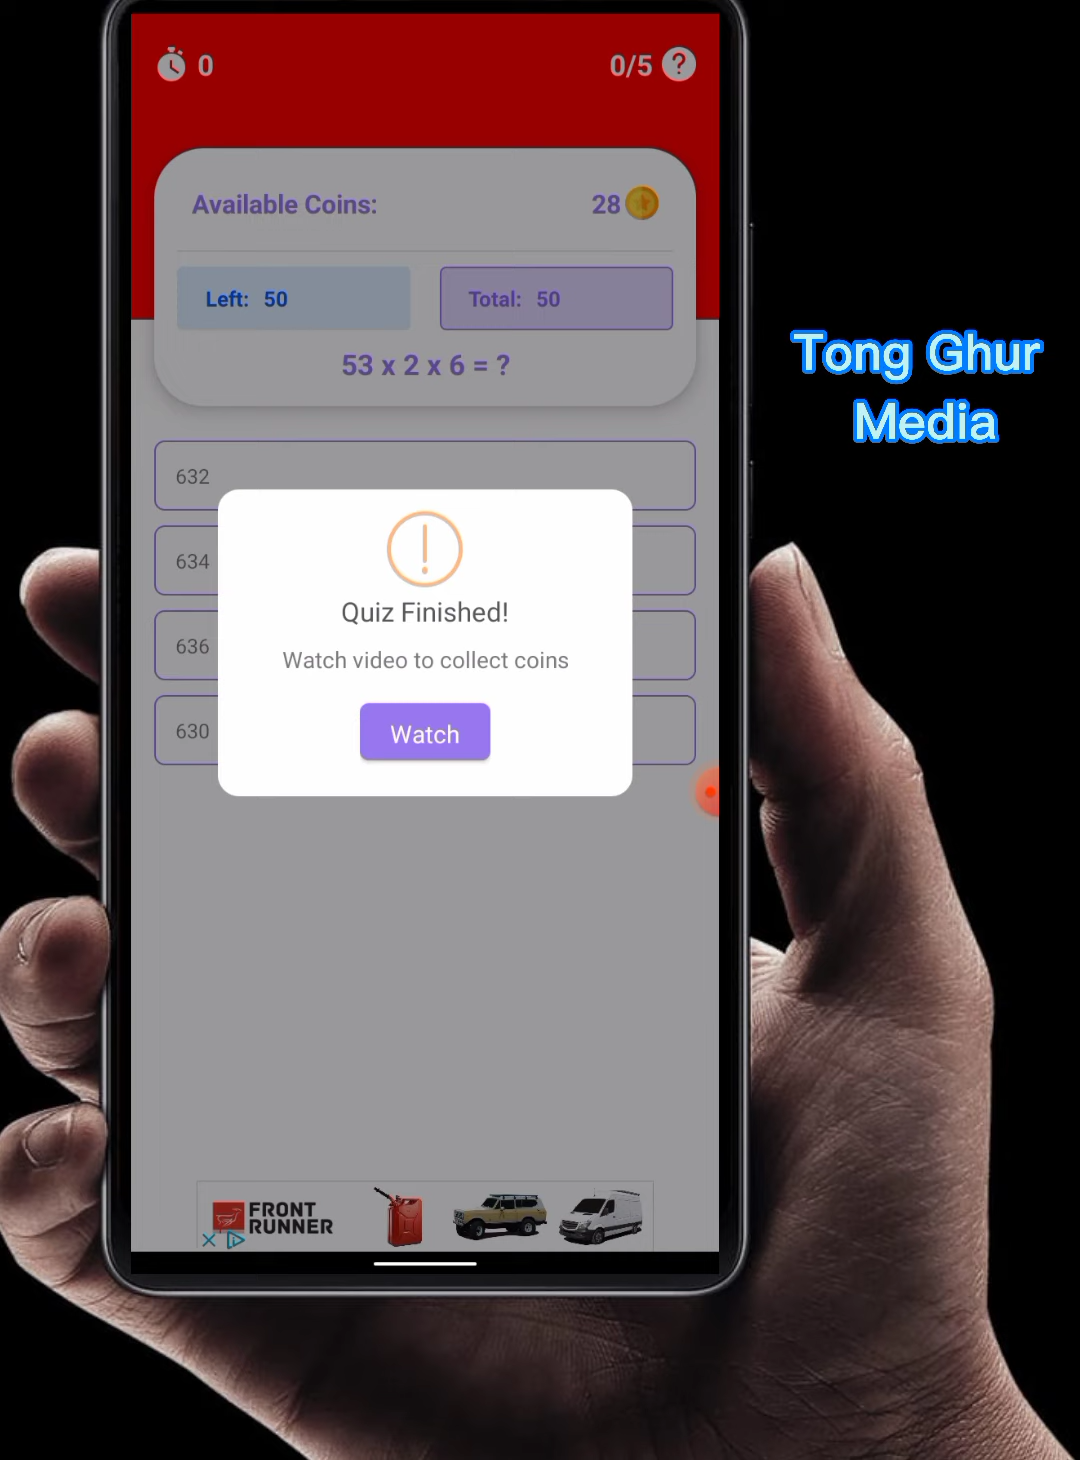 0
0/5
Available Coins:
28
Left: 50
Total: 50
53 x 2 x 6 = ?
Tong Ghur
Media
632
634
636
630
Quiz Finished!
Watch video to collect coins
Watch
FRONT
RUNNER